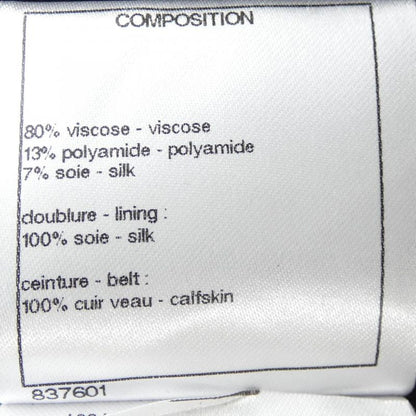 COMPOSITION
80% viscose - viscose
13% polyamide - polyamide
7% soie - silk
doublure - lining :
100% soie - silk
ceinture - belt :
100% cuir veau - calfskin
837601